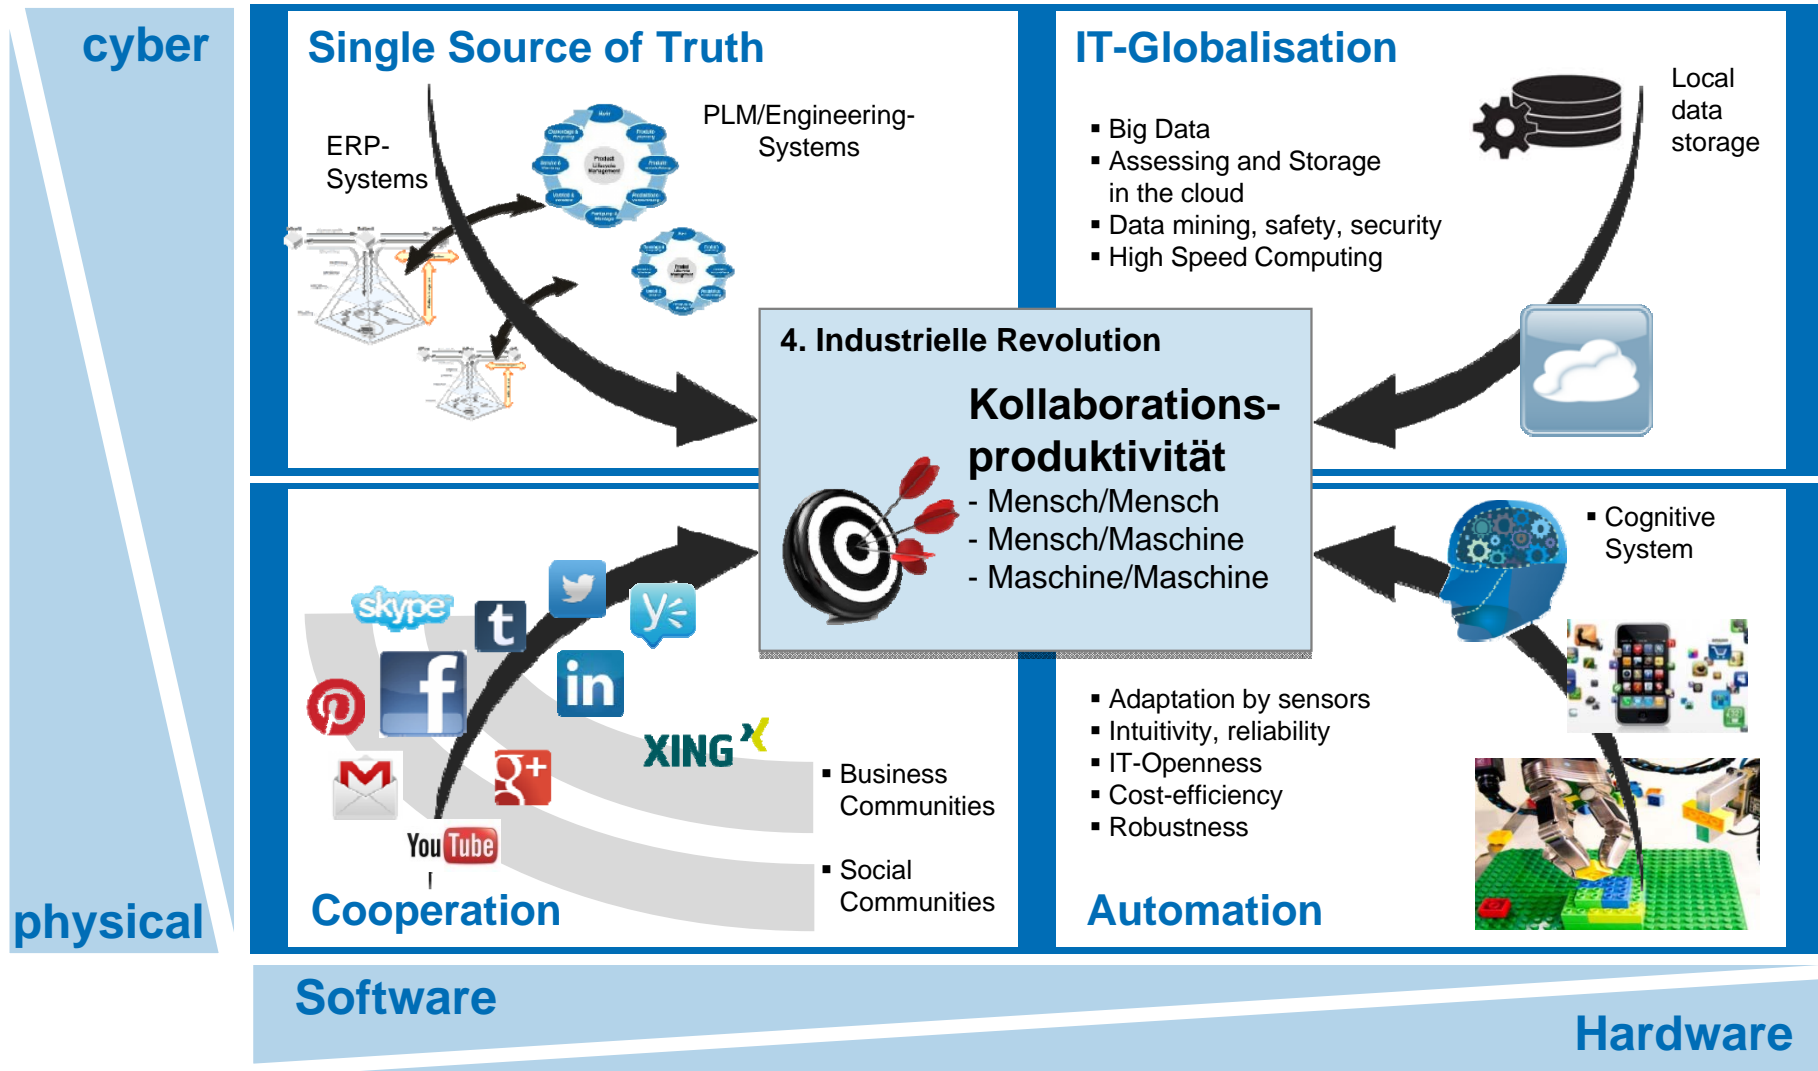 cyber
physical
Single Source of Truth
ERP-
Systems
PLM/Engineering-
Systems
Product
Lifecycle
Management
IT-Globalisation
▪ Big Data
▪ Assessing and Storage
in the cloud
▪ Data mining, safety, security
▪ High Speed Computing
Local
data
storage
4. Industrielle Revolution
Kollaborations-
produktivität
- Mensch/Mensch
- Mensch/Maschine
- Maschine/Maschine
skype
t
f
in
g+
XING
You Tube
▪ Business
Communities
▪ Social
Communities
Cooperation
▪ Cognitive
System
▪ Adaptation by sensors
▪ Intuitivity, reliability
▪ IT-Openness
▪ Cost-efficiency
▪ Robustness
Automation
Software
Hardware